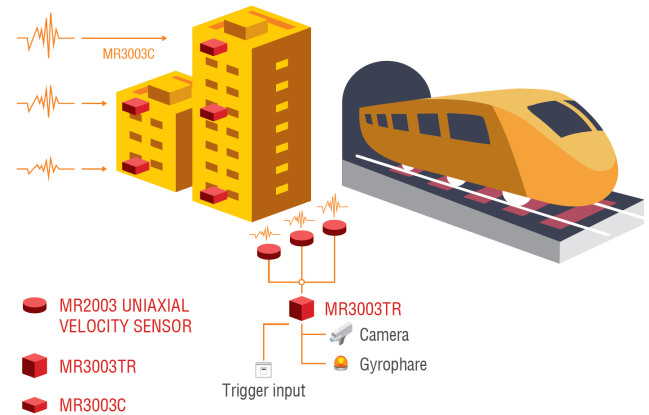 MR3003C
MR3003TR
MR2003 UNIAXIAL
VELOCITY SENSOR
Camera
MR3003TR
Gyrophare
Trigger input
MR3003C